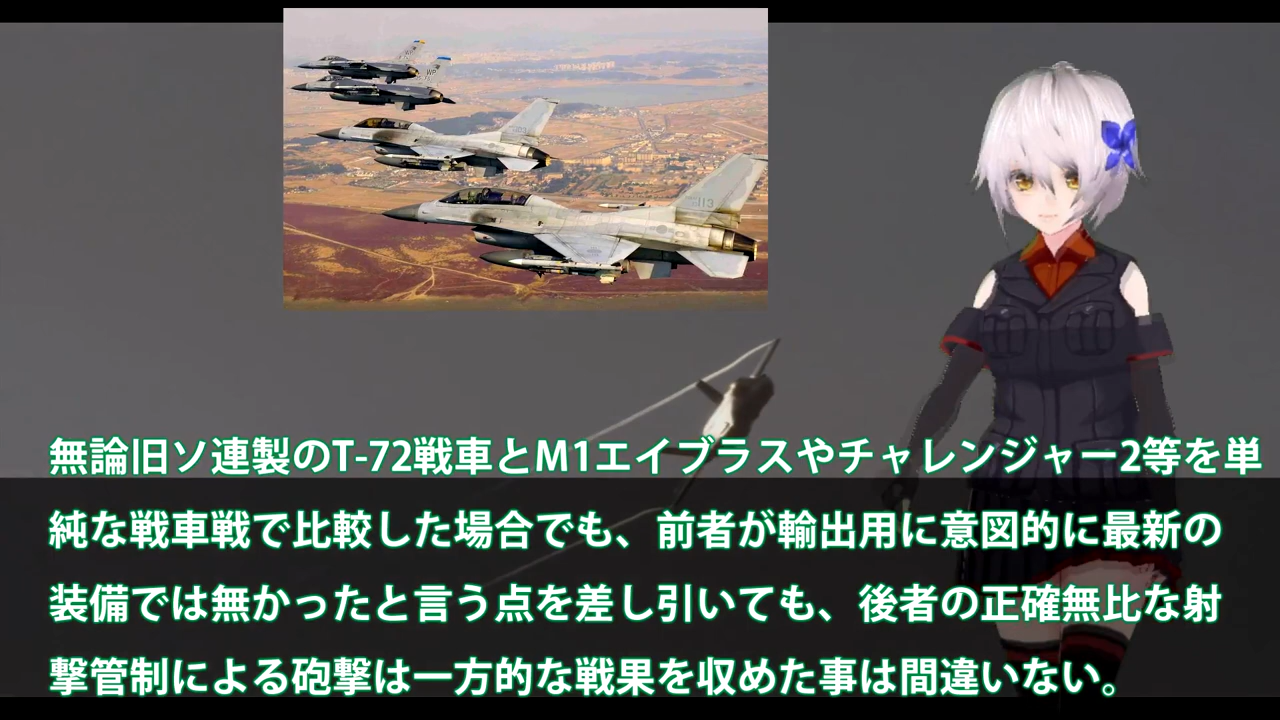 WP
WP
113
無論旧ソ連製のT-72戦車とM1エイブラスやチャレンジャー2等を単
純な戦車戦で比較した場合でも、前者が輸出用に意図的に最新の
装備では無かったと言う点を差し引いても、後者の正確無比な射
撃管制による砲撃は一方的な戦果を収めた事は間違いない。